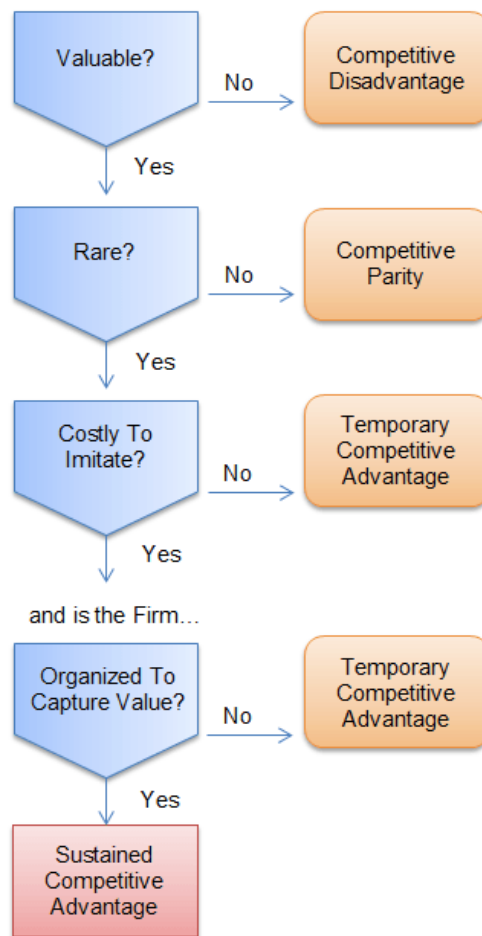 Valuable?
No
Competitive
Disadvantage
Yes
Rare?
No
Competitive
Parity
Yes
Costly To
Imitate?
No
Temporary
Competitive
Advantage
Yes
and is the Firm...
Organized To
Capture Value?
No
Temporary
Competitive
Advantage
Yes
Sustained
Competitive
Advantage